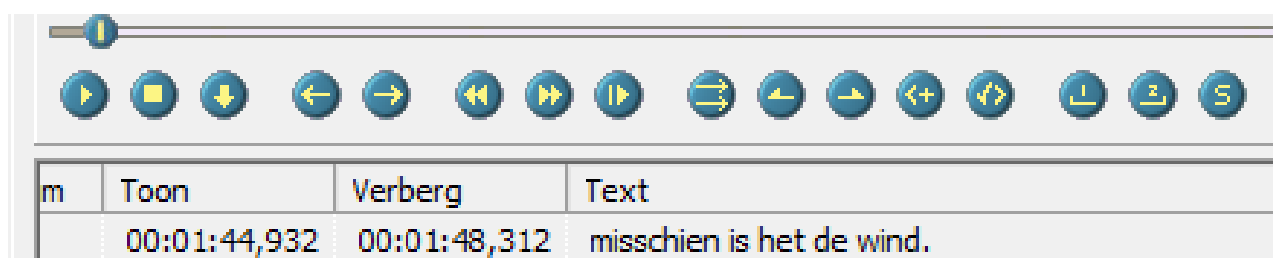 m Toon Verberg Text
00:01:44,932 00:01:48,312 misschien is het de wind.